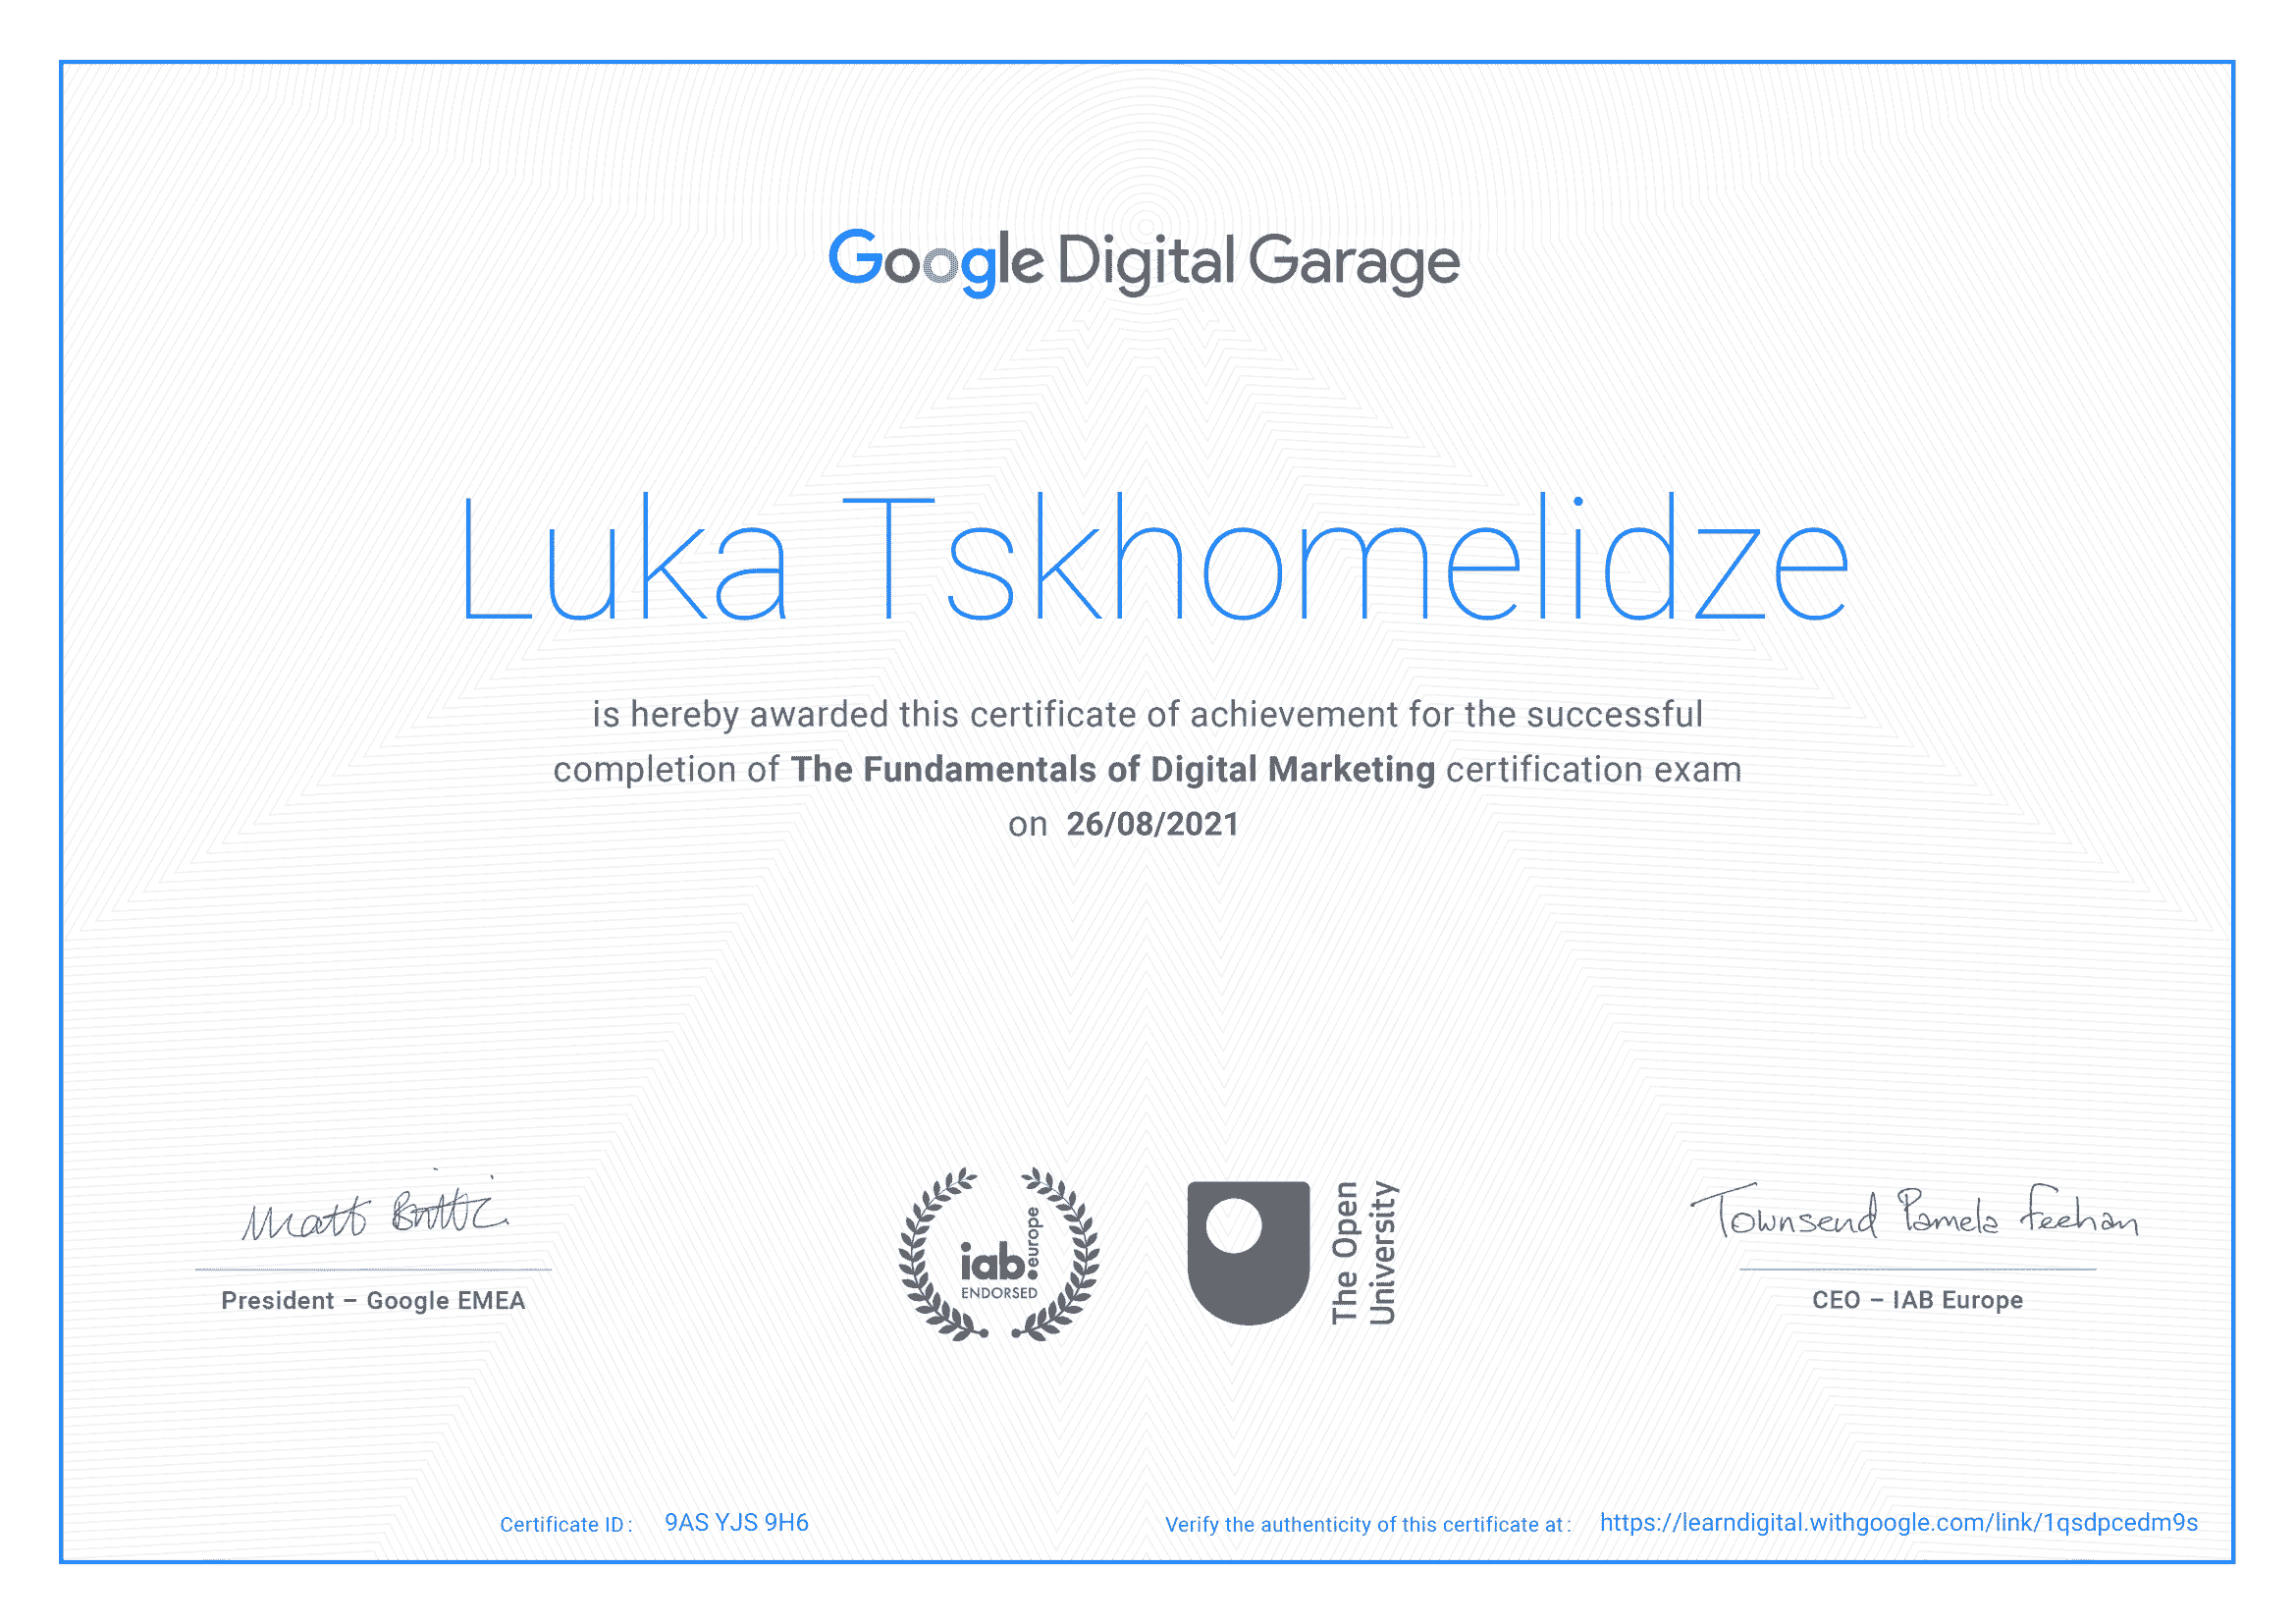 Google Digital Garage
Luka Tskhomelidze
is hereby awarded this certificate of achievement for the successful
completion of The Fundamentals of Digital Marketing certification exam
on 26/08/2021
Matt Brittin
President – Google EMEA
iab.europe
ENDORSED
The Open
University
Townsend Pamela Feehan
CEO – IAB Europe
Certificate ID : 9AS YJS 9H6
Verify the authenticity of this certificate at : https://learndigital.withgoogle.com/link/1qsdpcedm9s